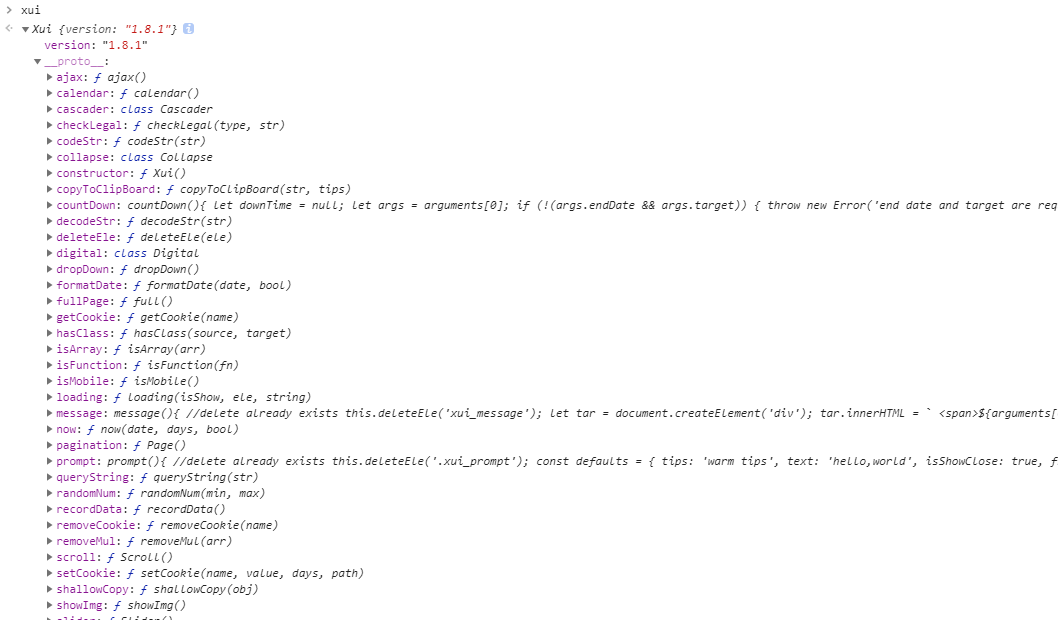 xui
Xui {version: "1.8.1"}
version: "1.8.1"
__proto__:
ajax: ƒ ajax()
calendar: ƒ calendar()
cascader: class Cascader
checkLegal: ƒ checkLegal(type, str)
codeStr: ƒ codeStr(str)
collapse: class Collapse
constructor: ƒ Xui()
copyToClipBoard: ƒ copyToClipBoard(str, tips)
countDown: countDown(){ let downTime = null; let args = arguments[0]; if (!(args.endDate && args.target)) { throw new Error('end date and target are req
decodeStr: ƒ decodeStr(str)
deleteEle: ƒ deleteEle(ele)
digital: class Digital
dropDown: ƒ dropDown()
formatDate: ƒ formatDate(date, bool)
fullPage: ƒ full()
getCookie: ƒ getCookie(name)
hasClass: ƒ hasClass(source, target)
isArray: ƒ isArray(arr)
isFunction: ƒ isFunction(fn)
isMobile: ƒ isMobile()
loading: ƒ loading(isShow, ele, string)
message: message(){ //delete already exists this.deleteEle('xui_message'); let tar = document.createElement('div'); tar.innerHTML = ` <span>${arguments[
now: ƒ now(date, days, bool)
pagination: ƒ Page()
prompt: prompt(){ //delete already exists this.deleteEle('.xui_prompt'); const defaults = { tips: 'warm tips', text: 'hello,world', isShowClose: true, f
queryString: ƒ queryString(str)
randomNum: ƒ randomNum(min, max)
recordData: ƒ recordData()
removeCookie: ƒ removeCookie(name)
removeMul: ƒ removeMul(arr)
scroll: ƒ Scroll()
setCookie: ƒ setCookie(name, value, days, path)
shallowCopy: ƒ shallowCopy(obj)
showImg: ƒ showImg()